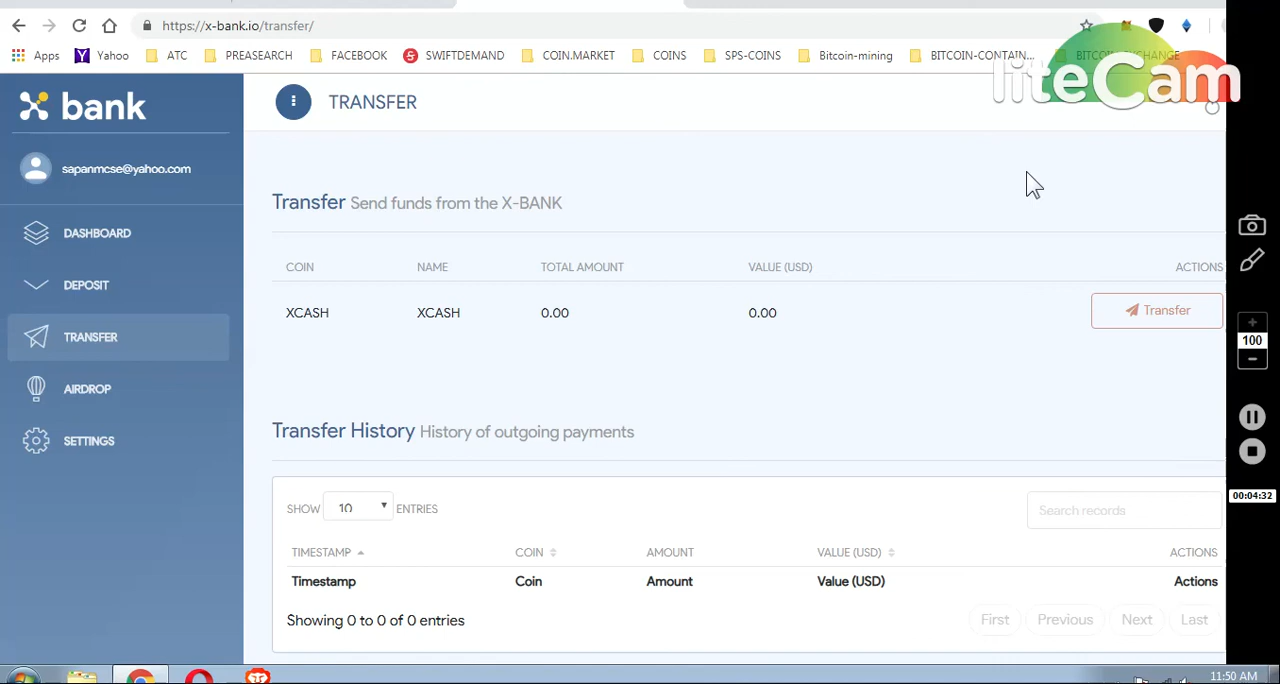 https://x-bank.io/transfer/
Apps Yahoo ATC PREASEARCH FACEBOOK SWIFTDEMAND COIN.MARKET COINS SPS-COINS Bitcoin-mining BITCOIN-CONTAIN... BITCOIN-EXCHANGE
liteCam
bank
TRANSFER
sapanmcse@yahoo.com
Transfer Send funds from the X-BANK
DASHBOARD
COIN NAME TOTAL AMOUNT VALUE (USD) ACTIONS
DEPOSIT
XCASH XCASH 0.00 0.00 Transfer
TRANSFER
100
AIRDROP
Transfer History History of outgoing payments
SETTINGS
00:04:32
SHOW 10 ENTRIES Search records
TIMESTAMP COIN AMOUNT VALUE (USD) ACTIONS
Timestamp Coin Amount Value (USD) Actions
Showing 0 to 0 of 0 entries First Previous Next Last
11:50 AM